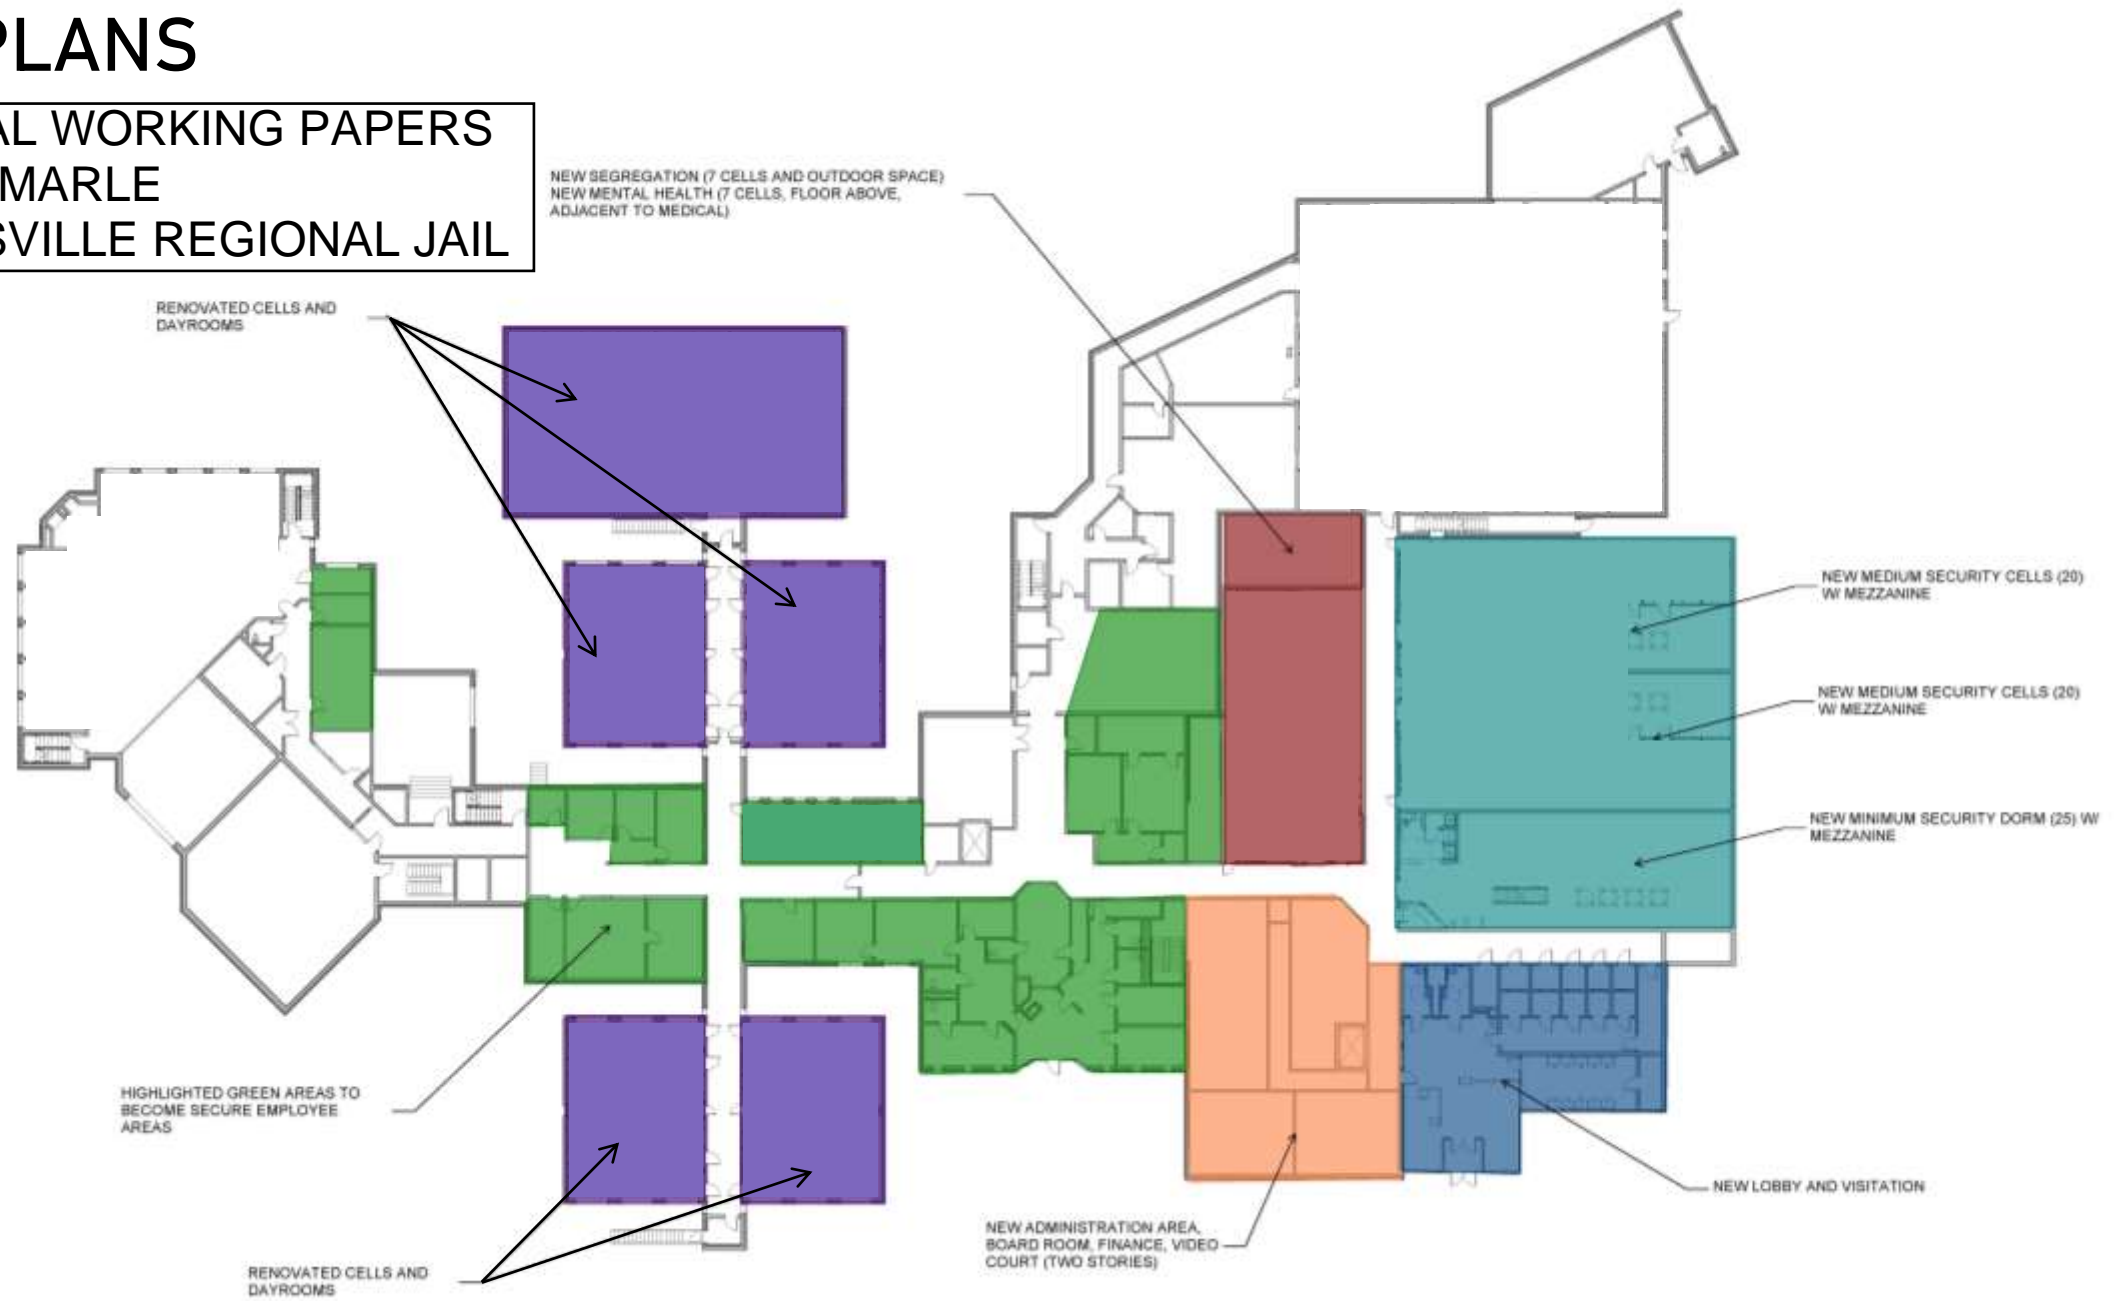 PLANS
AL WORKING PAPERS
MARLE
SVILLE REGIONAL JAIL
NEW SEGREGATION (7 CELLS AND OUTDOOR SPACE)
NEW MENTAL HEALTH (7 CELLS, FLOOR ABOVE,
ADJACENT TO MEDICAL)
RENOVATED CELLS AND
DAYROOMS
NEW MEDIUM SECURITY CELLS (20)
W/ MEZZANINE
NEW MEDIUM SECURITY CELLS (20)
W/ MEZZANINE
NEW MINIMUM SECURITY DORM (25) W/
MEZZANINE
HIGHLIGHTED GREEN AREAS TO
BECOME SECURE EMPLOYEE
AREAS
NEW LOBBY AND VISITATION
NEW ADMINISTRATION AREA,
BOARD ROOM, FINANCE, VIDEO
COURT (TWO STORIES)
RENOVATED CELLS AND
DAYROOMS